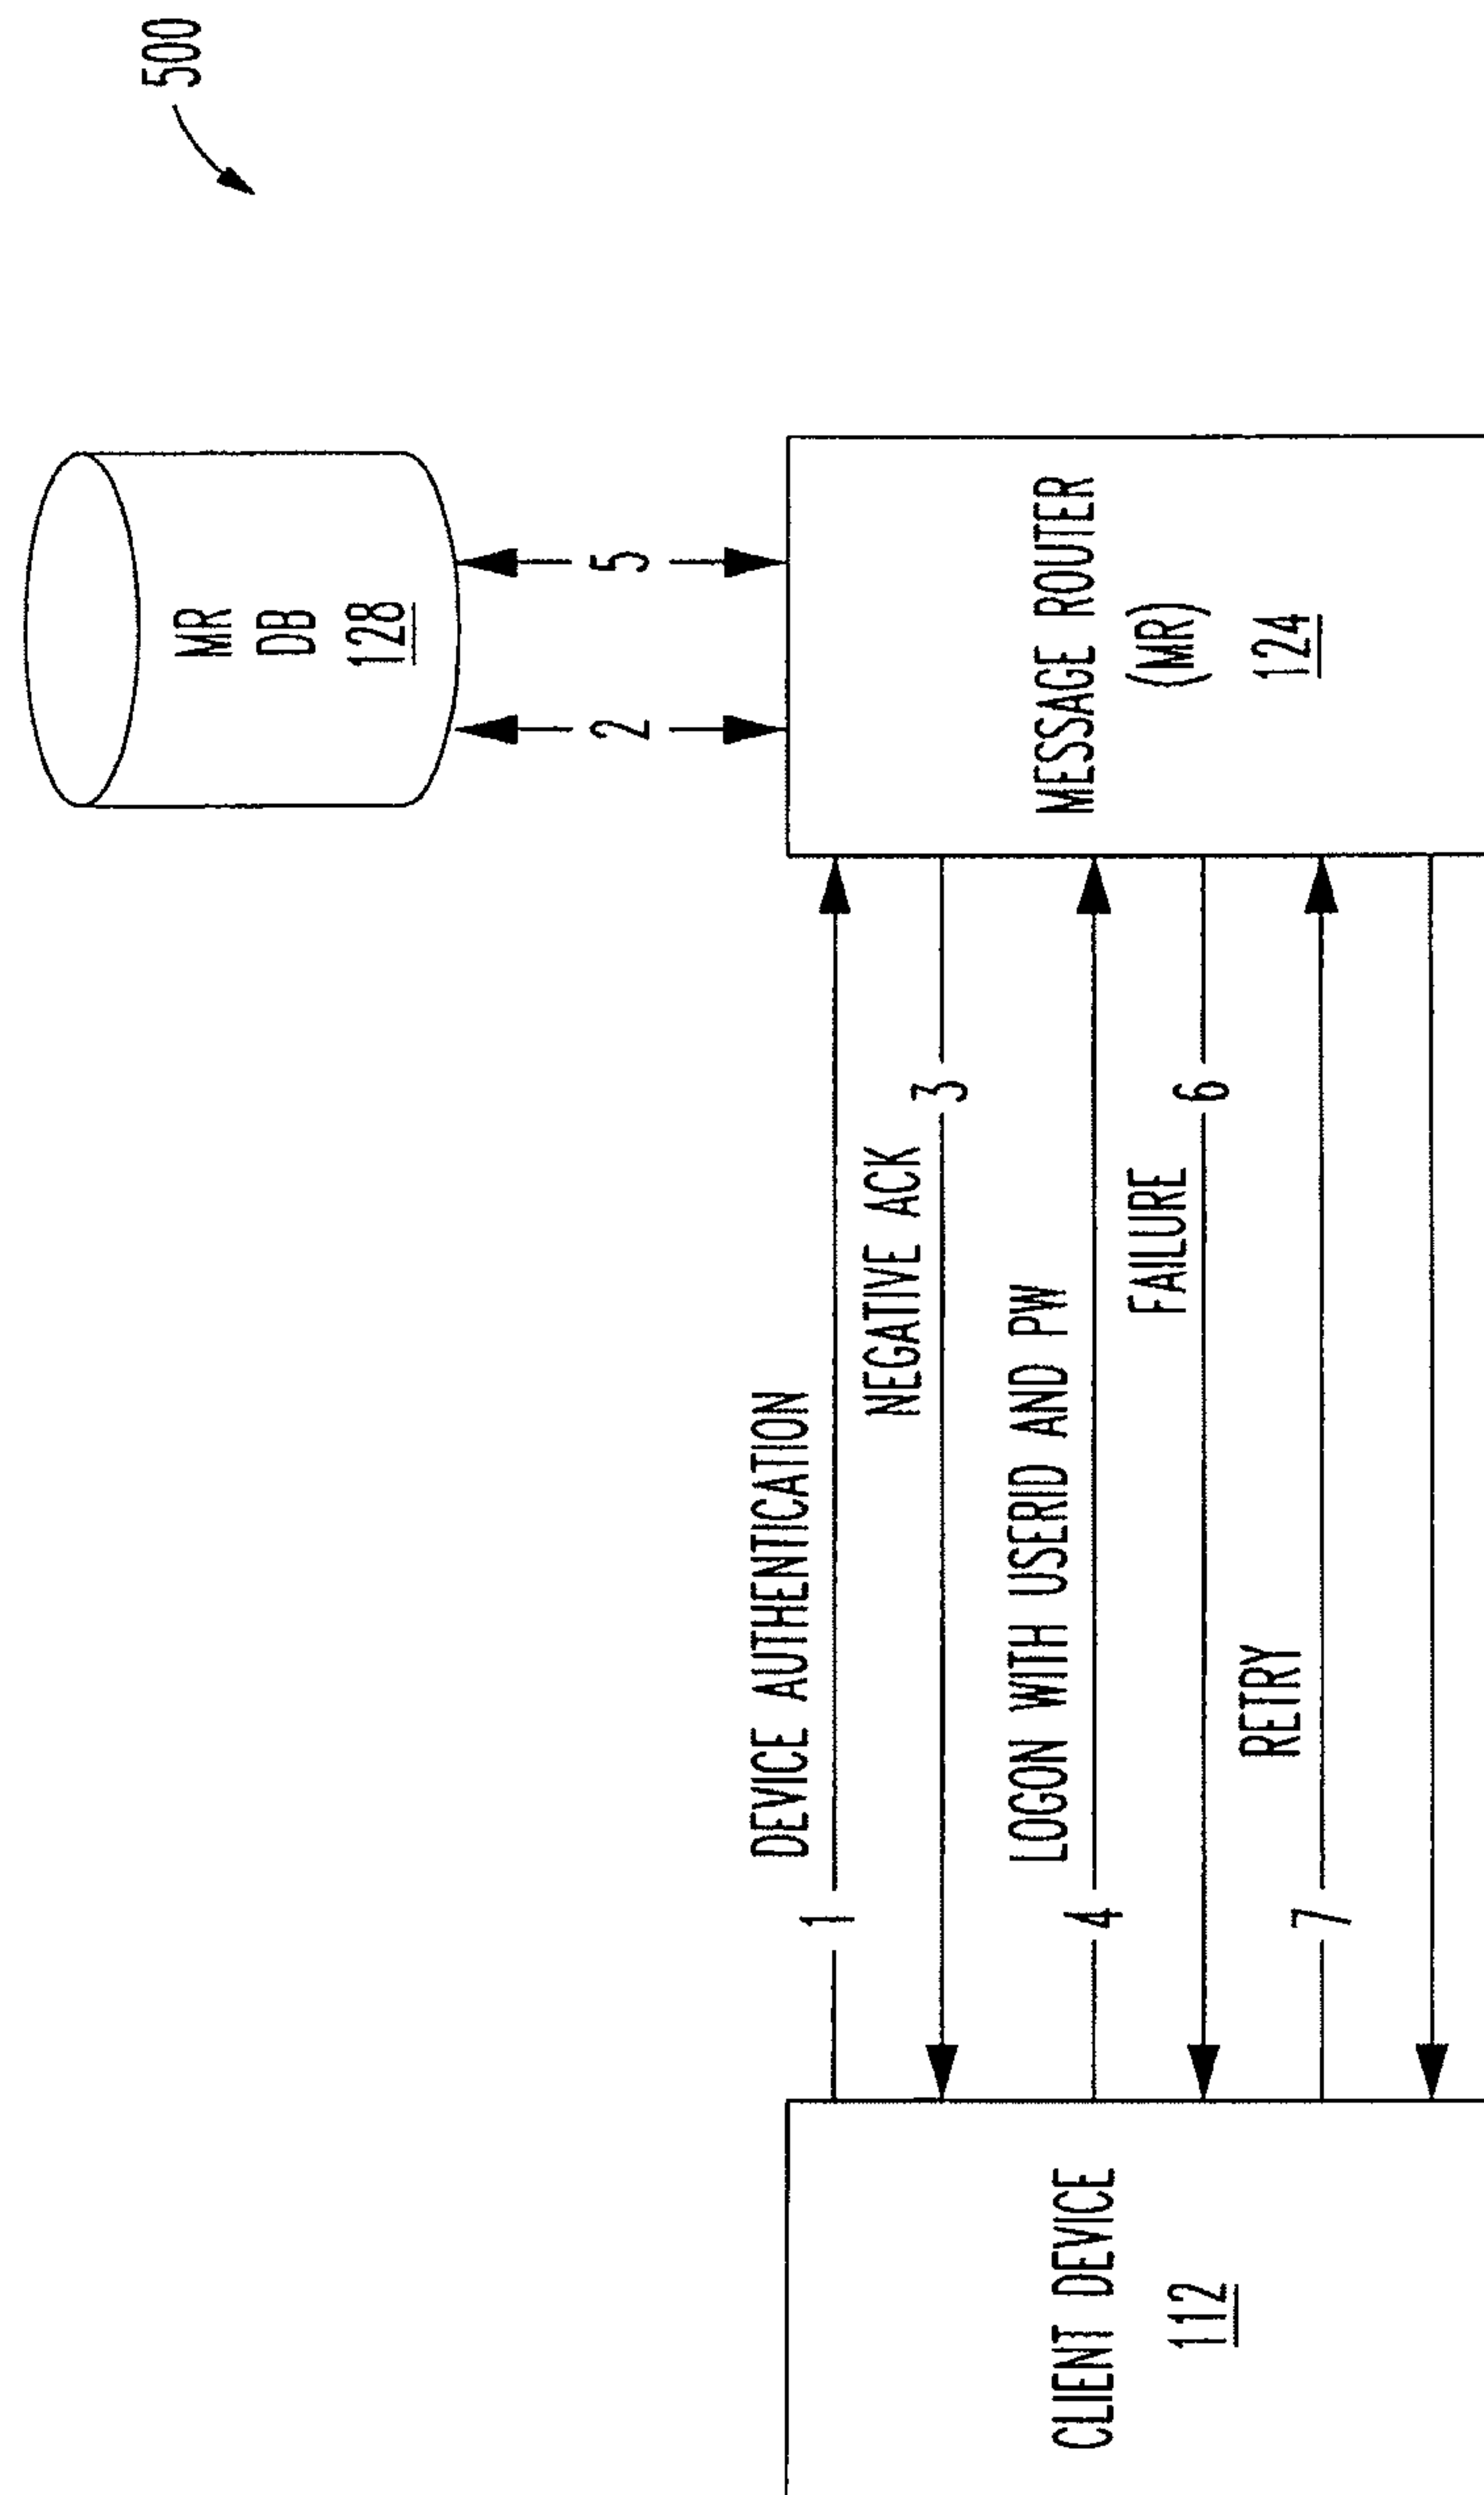 500
MR
DB
128
2
5
MESSAGE ROUTER
(MR)
124
DEVICE AUTHENTICATION
1
NEGATIVE ACK
3
LOGON WITH USERID AND PW
4
FAILURE
6
RETRY
7
CLIENT DEVICE
112